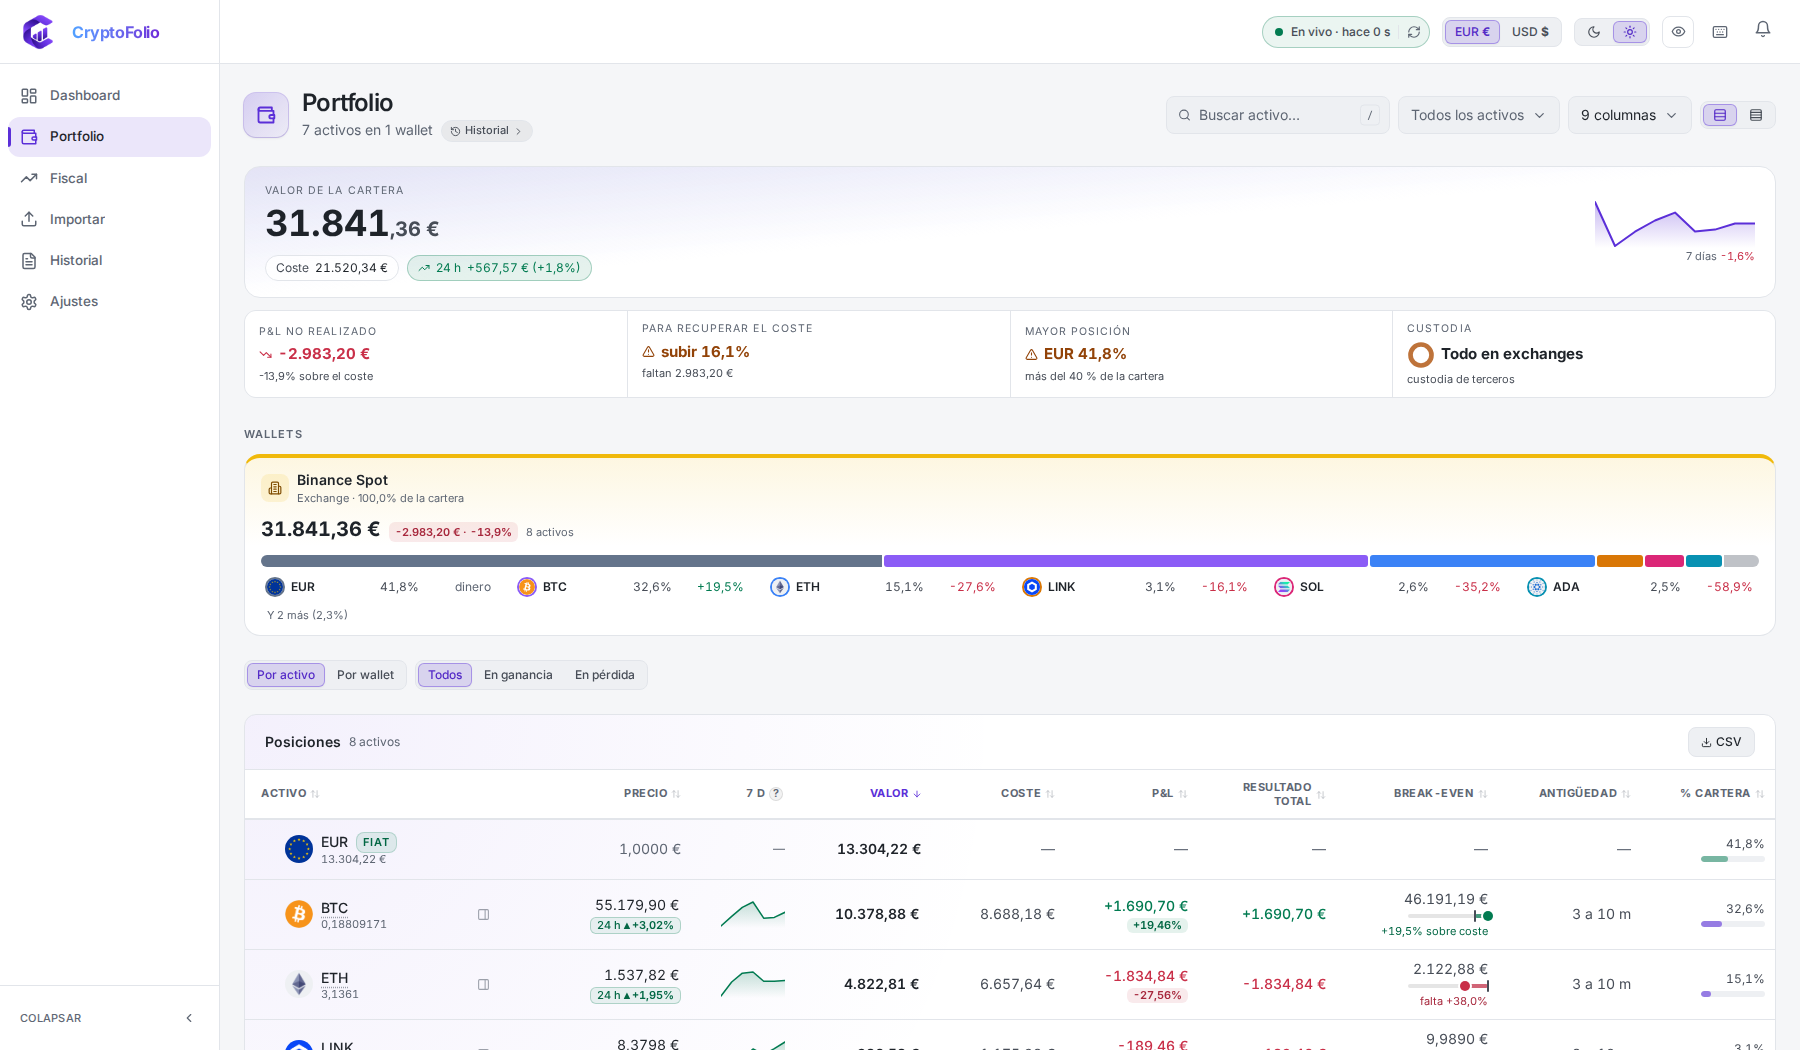 CryptoFolio
En vivo · hace 0 s
EUR €
USD $
Dashboard
Portfolio
Fiscal
Importar
Historial
Ajustes
COLAPSAR
Portfolio
7 activos en 1 wallet
Historial
Buscar activo...
/
Todos los activos
9 columnas
VALOR DE LA CARTERA
31.841,36 €
Coste 21.520,34 €
24 h +567,57 € (+1,8%)
7 días -1,6%
P&L NO REALIZADO
-2.983,20 €
-13,9% sobre el coste
PARA RECUPERAR EL COSTE
subir 16,1%
faltan 2.983,20 €
MAYOR POSICIÓN
EUR 41,8%
más del 40 % de la cartera
CUSTODIA
Todo en exchanges
custodia de terceros
WALLETS
Binance Spot
Exchange · 100,0% de la cartera
31.841,36 € -2.983,20 € · -13,9% 8 activos
EUR 41,8% dinero BTC 32,6% +19,5% ETH 15,1% -27,6% LINK 3,1% -16,1% SOL 2,6% -35,2% ADA 2,5% -58,9%
Y 2 más (2,3%)
Por activo Por wallet Todos En ganancia En pérdida
Posiciones 8 activos
CSV
ACTIVO PRECIO 7 D ? VALOR COSTE P&L RESULTADO TOTAL BREAK-EVEN ANTIGÜEDAD % CARTERA
EUR FIAT
13.304,22 €
1,0000 € — 13.304,22 € — — — — — 41,8%
BTC
0,18809171
55.179,90 €
24 h ▲+3,02%
10.378,88 € 8.688,18 €
+1.690,70 €
+19,46%
+1.690,70 €
46.191,19 €
+19,5% sobre coste
3 a 10 m 32,6%
ETH
3,1361
1.537,82 €
24 h ▲+1,95%
4.822,81 € 6.657,64 €
-1.834,84 €
-27,56%
-1.834,84 €
2.122,88 €
falta +38,0%
3 a 10 m 15,1%
LINK
8,3798 €
-189,46 €
9,9890 €
3,1%